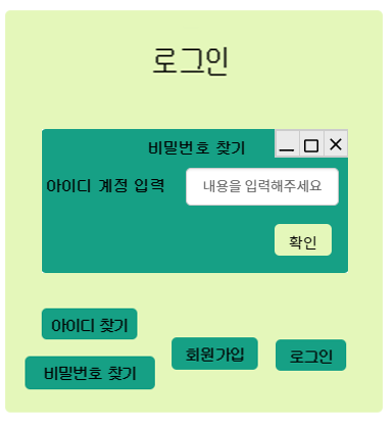 로그인
비밀번호 찾기
아이디 계정 입력 내용을 입력해주세요
확인
아이디 찾기
회원가입 로그인
비밀번호 찾기